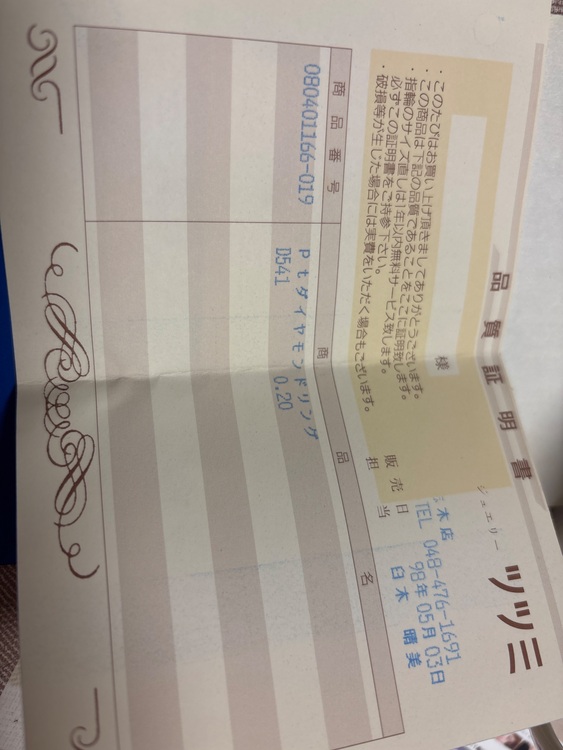 品質証明書
ジュエリー ツツミ
様
木店
TEL 048-476-1691
販売日 98年05月03日
担当 白木 晴美
・このたびはお買い上げ頂きましてありがとうございます。
・この商品は下記の品質であることをここに証明致します。
・指輪のサイズ直しは1年以内無料サービス致します。
必ずこの証明書をご持参下さい。
・破損等が生じた場合には実費をいただく場合もございます。
商品番号 商品名
080401166-019 Ptダイヤモンドリング
D541 0.20